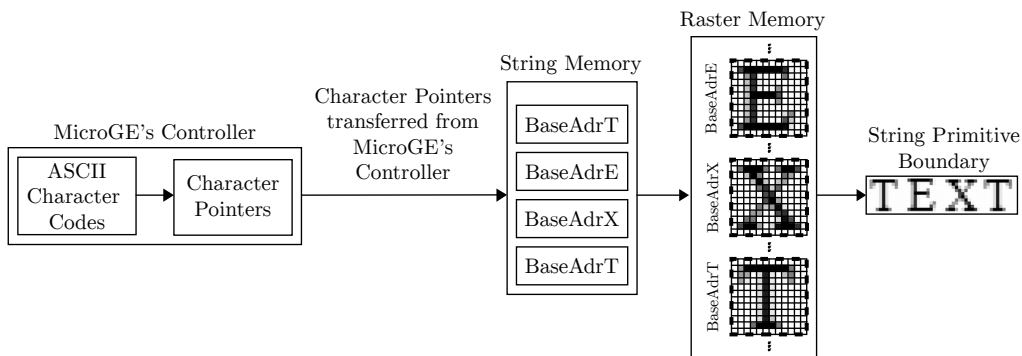 MicroGE's Controller
ASCII
Character
Codes
Character
Pointers
Character Pointers
transferred from
MicroGE's
Controller
String Memory
BaseAdrT
BaseAdrE
BaseAdrX
BaseAdrT
Raster Memory
BaseAdrE
E
BaseAdrX
X
BaseAdrT
T
String Primitive
Boundary
TEXT